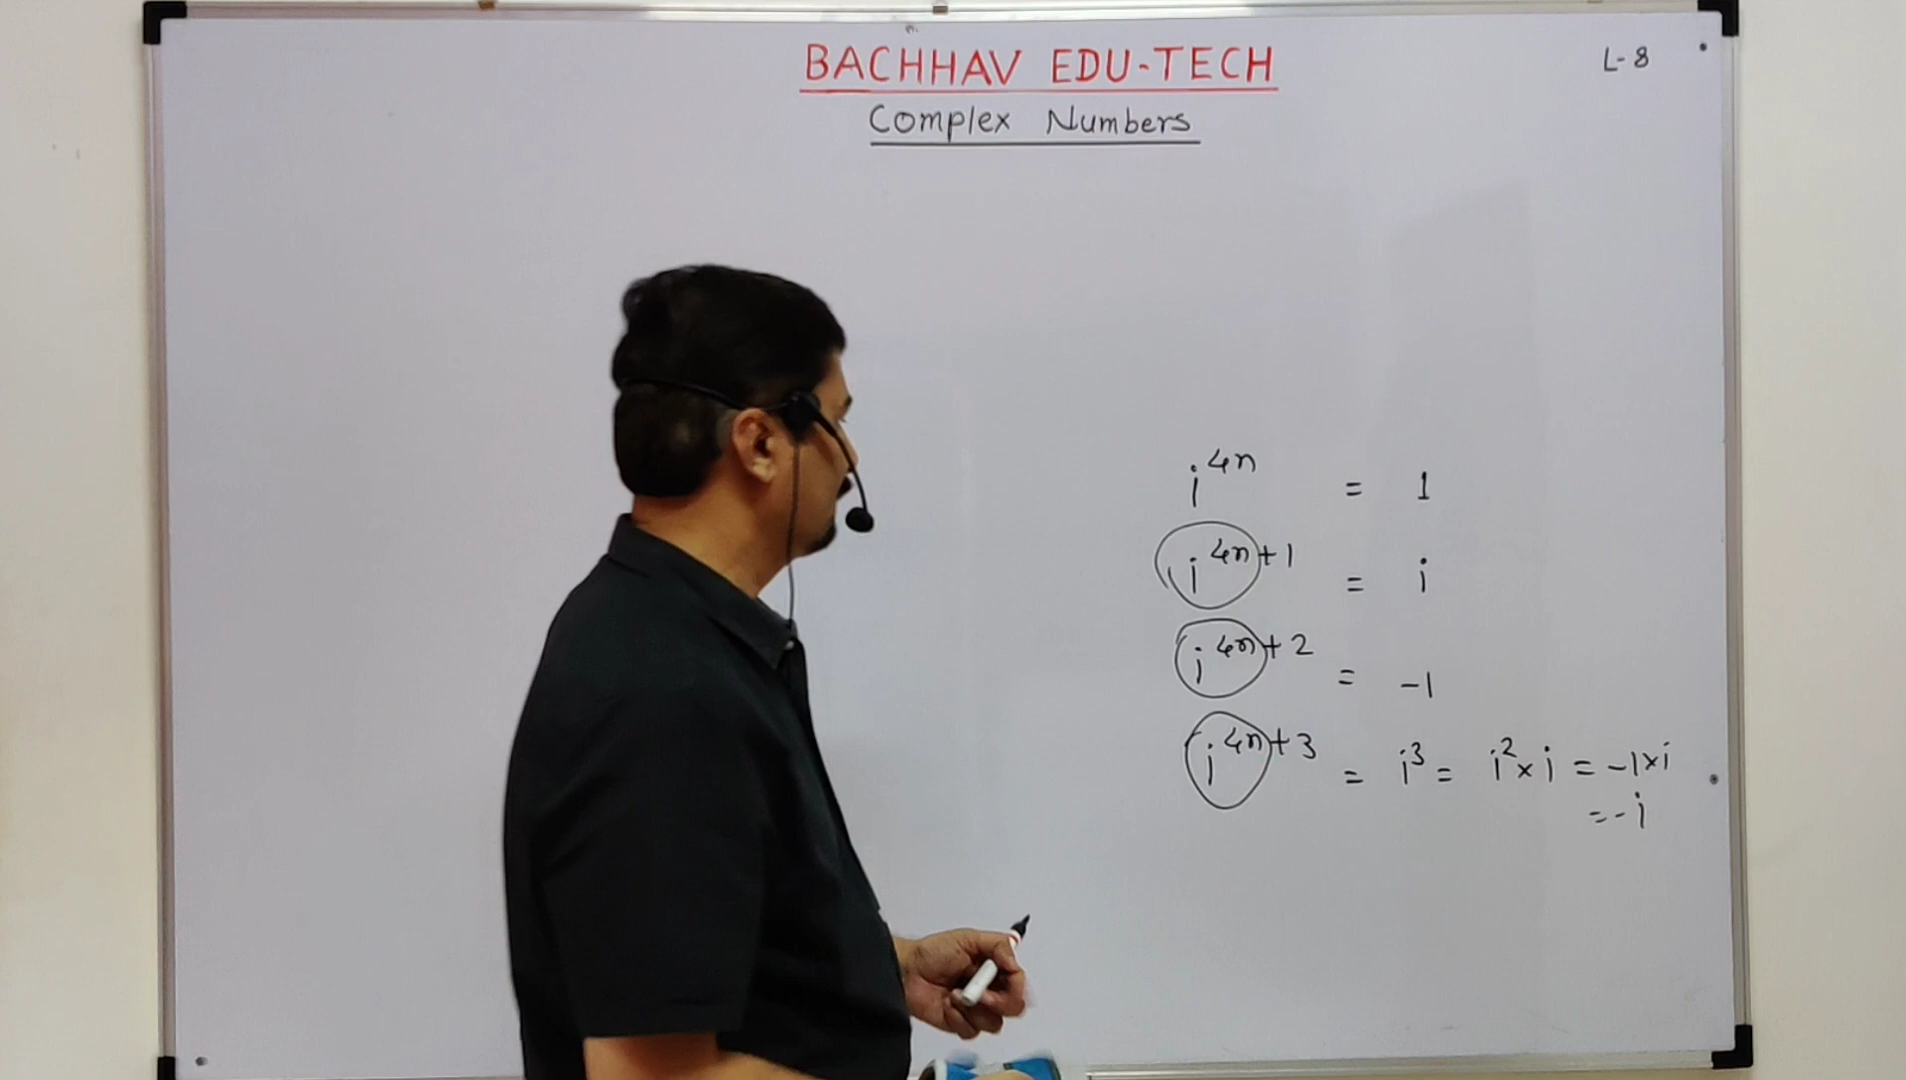 BACHHAV EDU-TECH
L-8
Complex Numbers
i^4n = 1
i^4n+1 = i
i^4n+2 = -1
i^4n+3 = i^3 = i^2 × i = -1×i
= -i